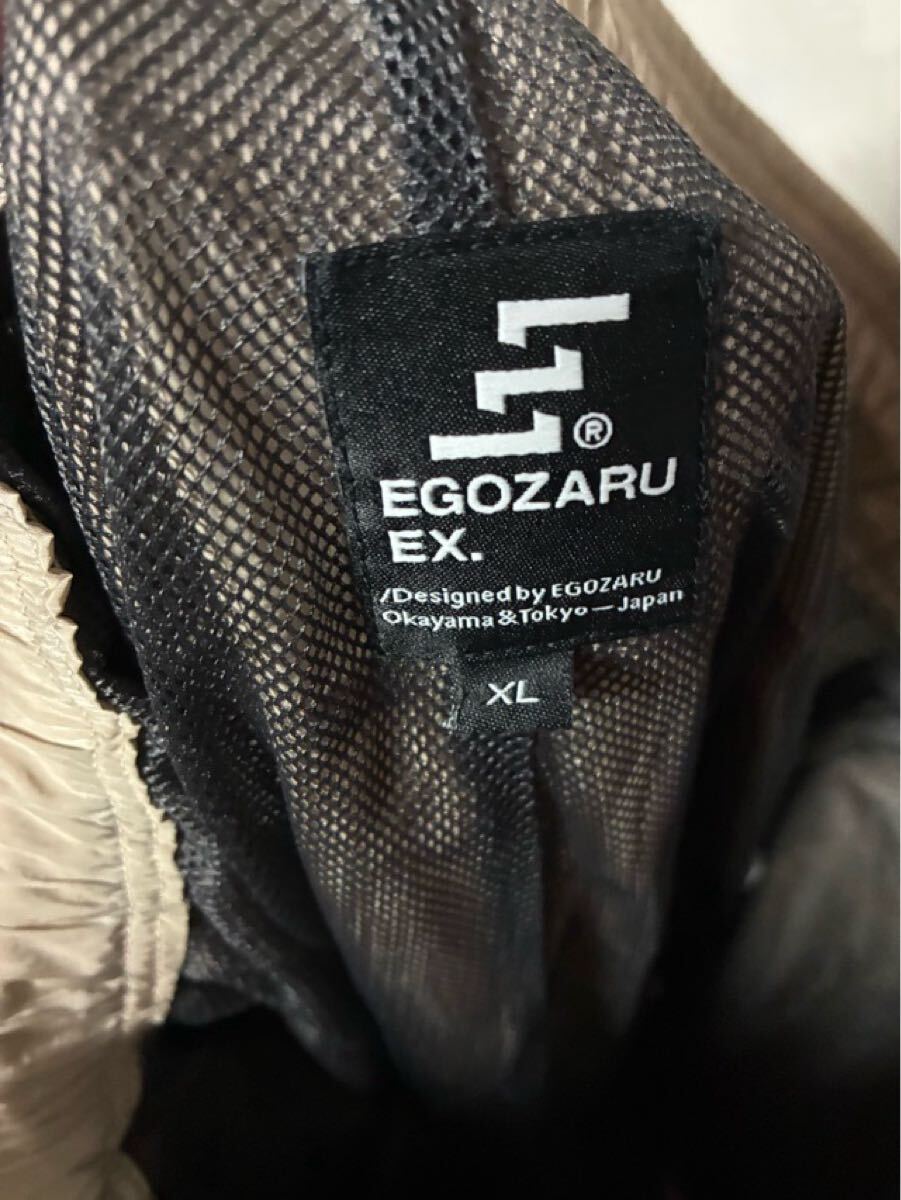 ®
EGOZARU
EX.
/Designed by EGOZARU
Okayama & Tokyo — Japan
XL